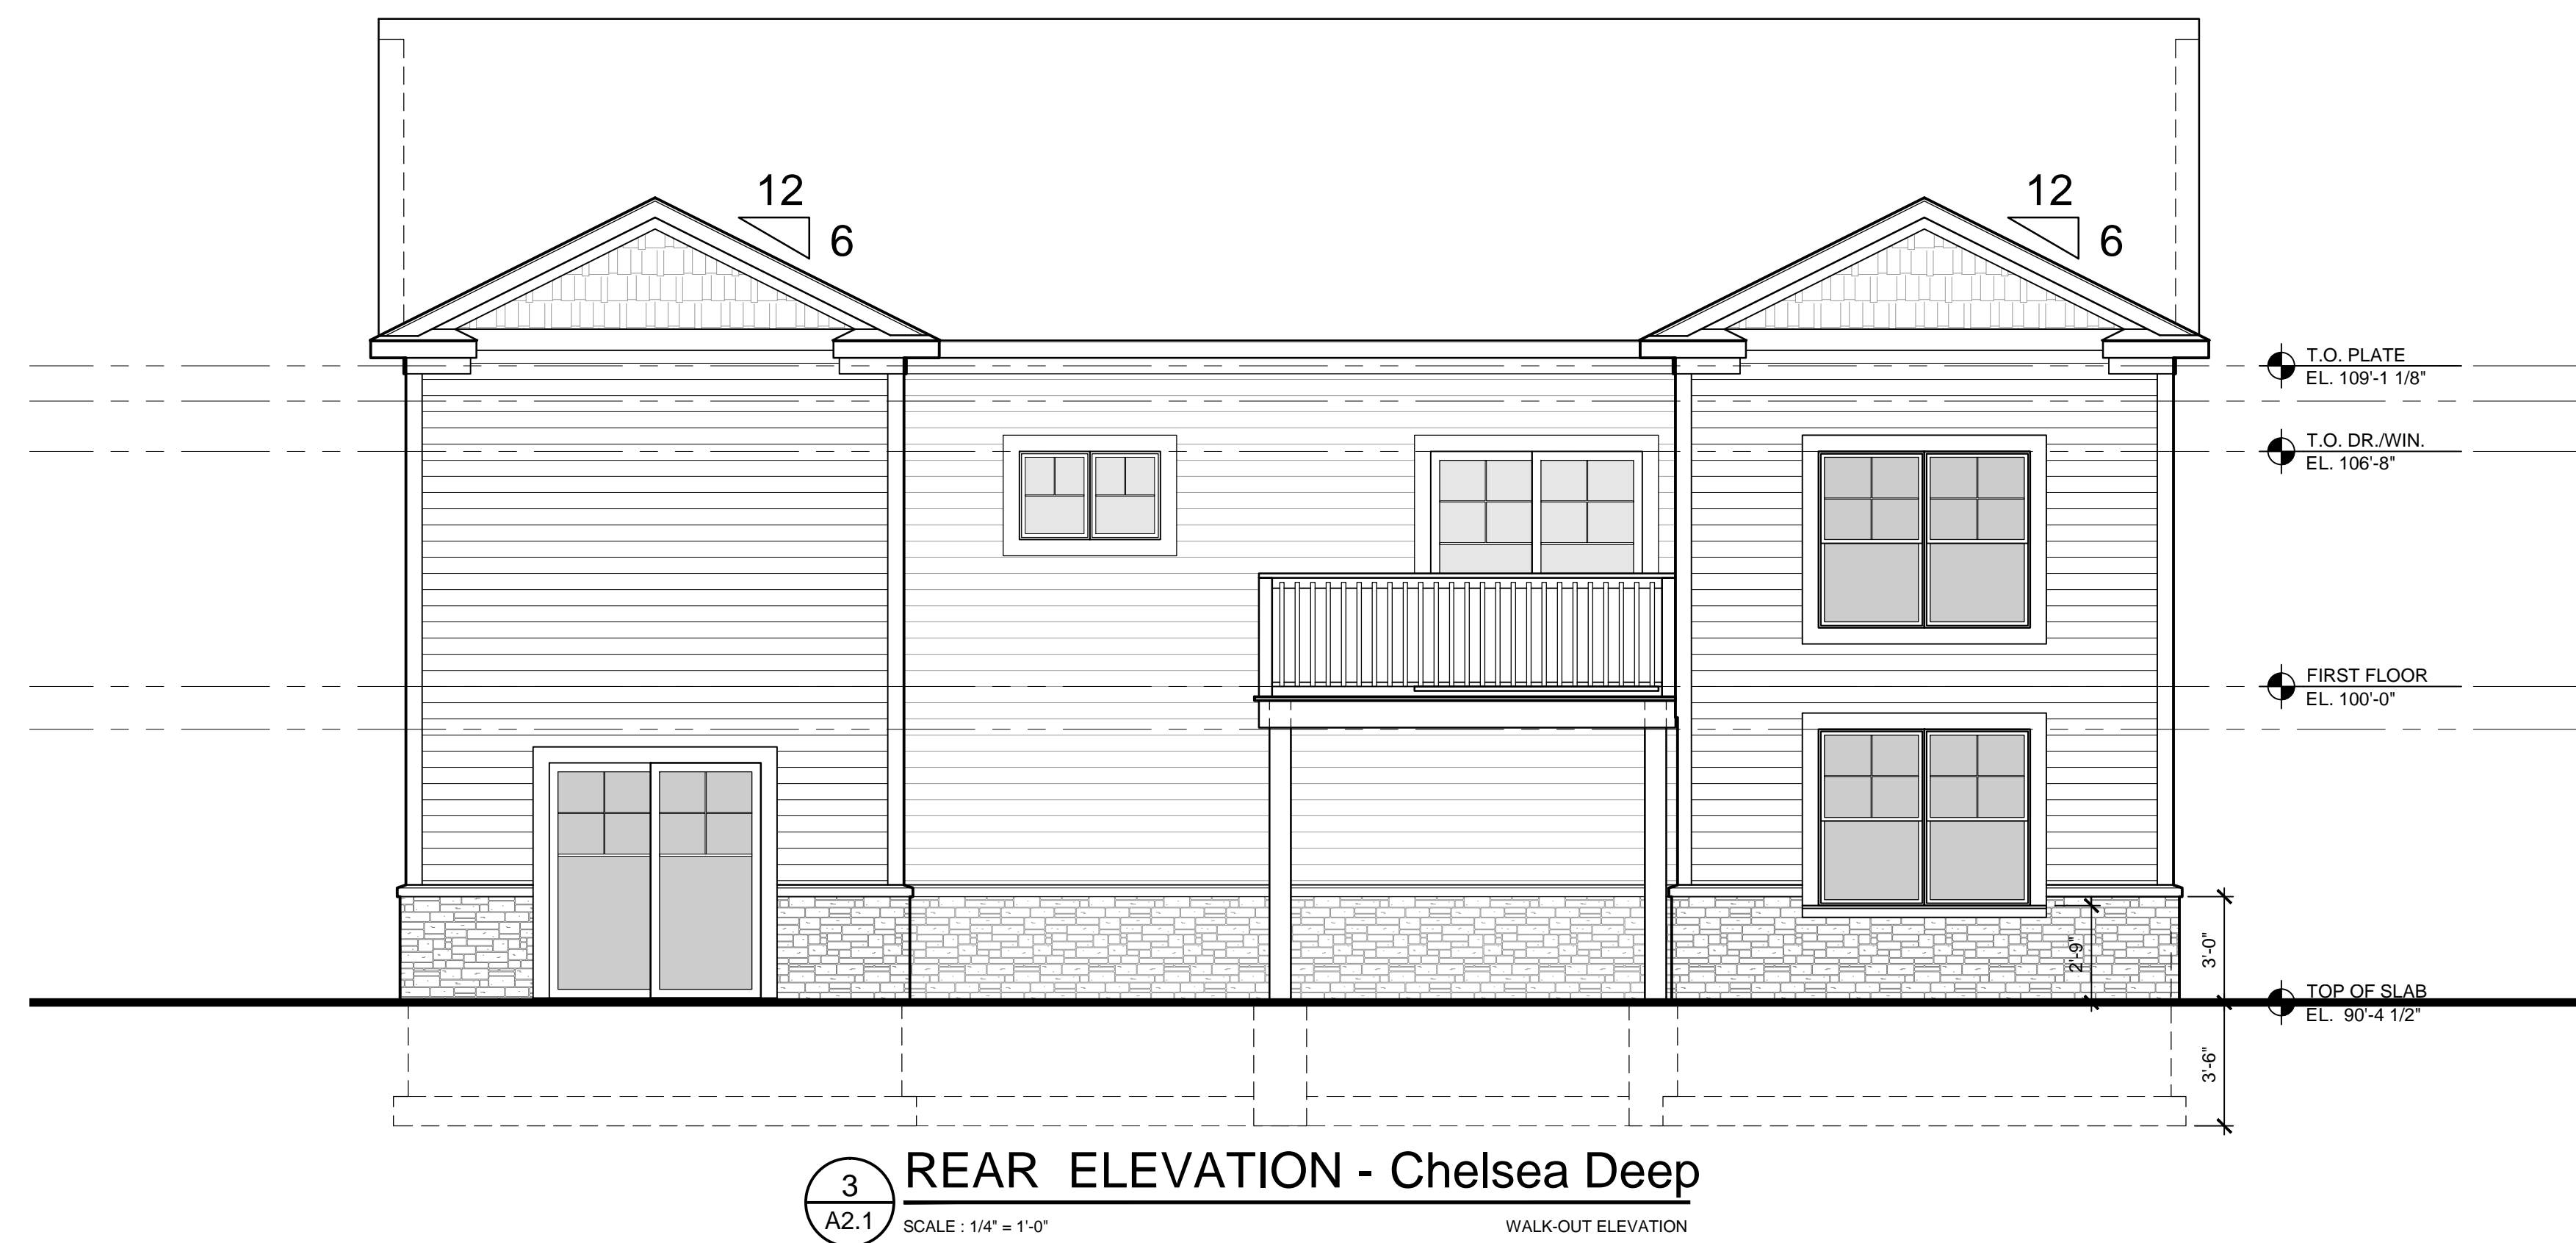 12
6
12
6
T.O. PLATE
EL. 109'-1 1/8"
T.O. DR./WIN.
EL. 106'-8"
FIRST FLOOR
EL. 100'-0"
2'-9"
3'-0"
TOP OF SLAB
EL. 90'-4 1/2"
3'-6"
3
A2.1
REAR ELEVATION - Chelsea Deep
SCALE : 1/4" = 1'-0"
WALK-OUT ELEVATION